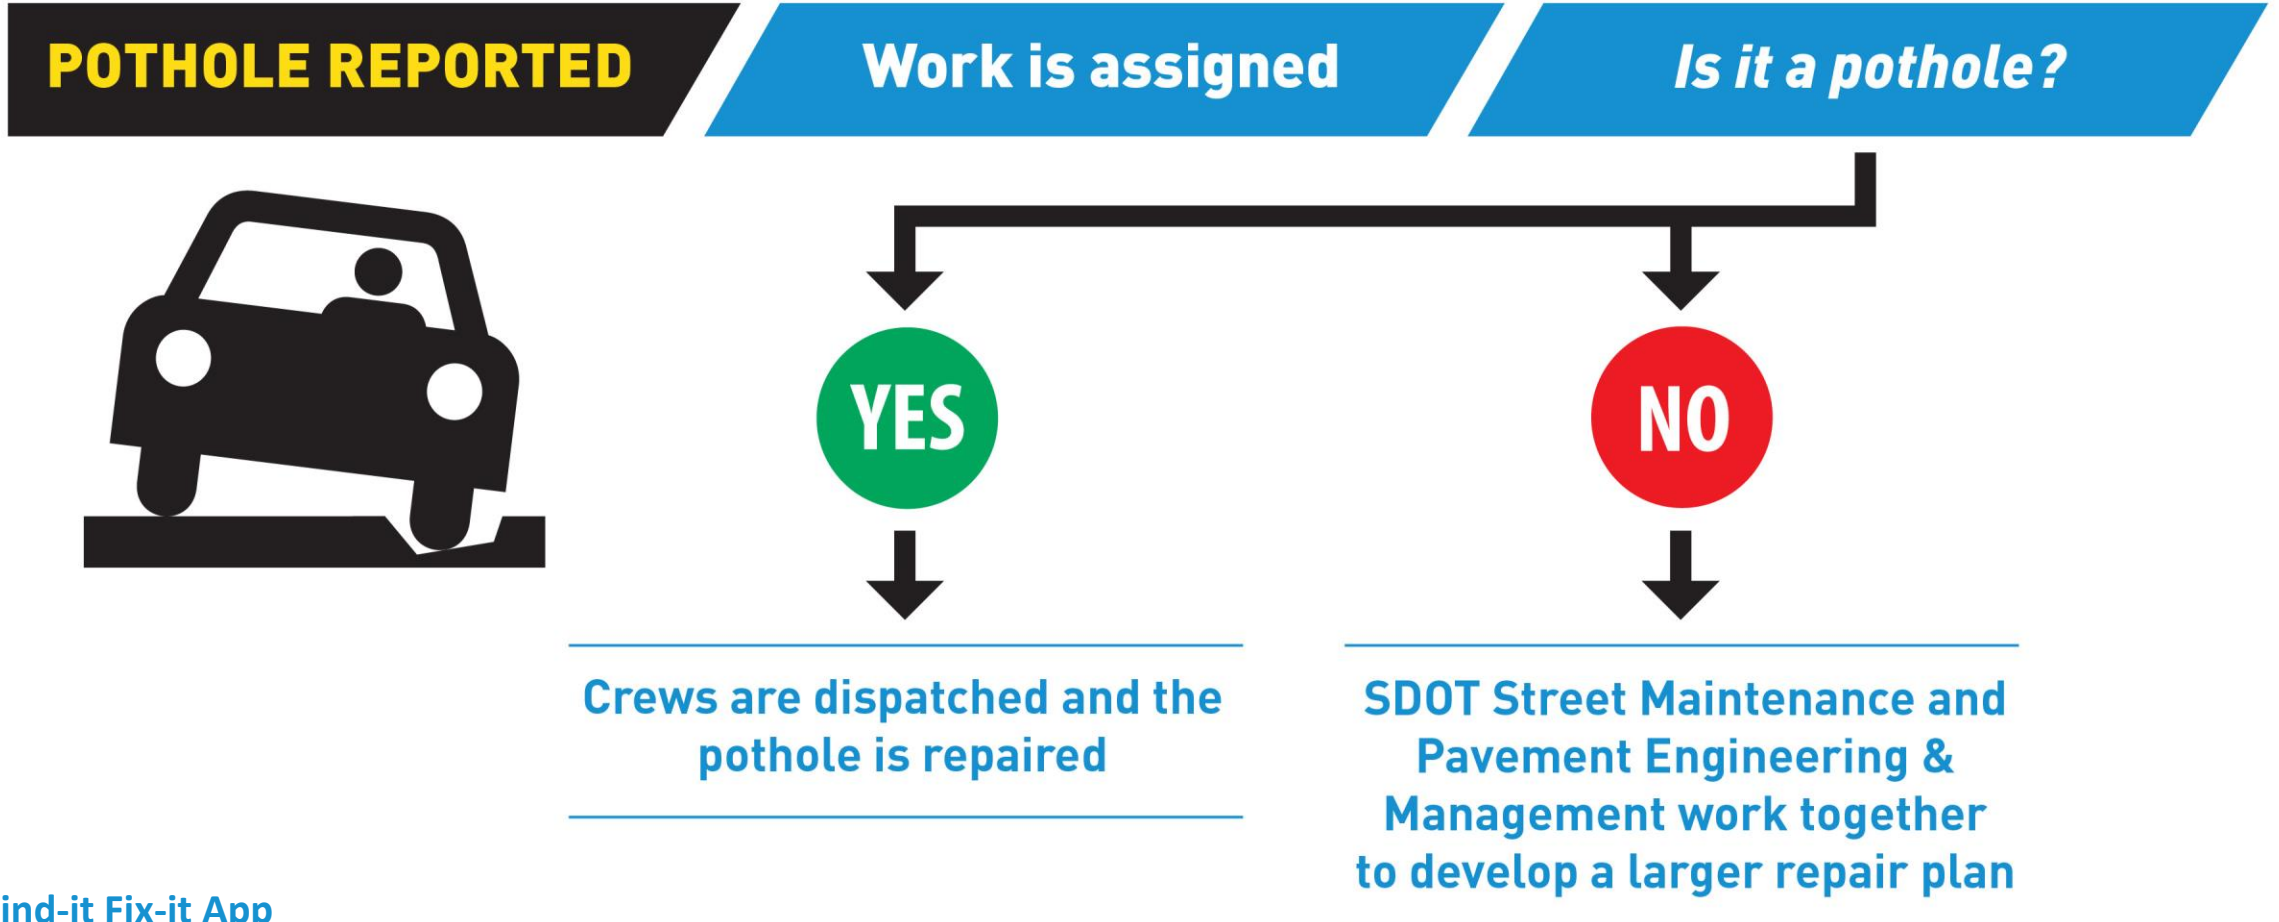 POTHOLE REPORTED
Work is assigned
Is it a pothole?
YES
NO
Crews are dispatched and the
pothole is repaired
SDOT Street Maintenance and
Pavement Engineering &
Management work together
to develop a larger repair plan
ind-it Fix-it App